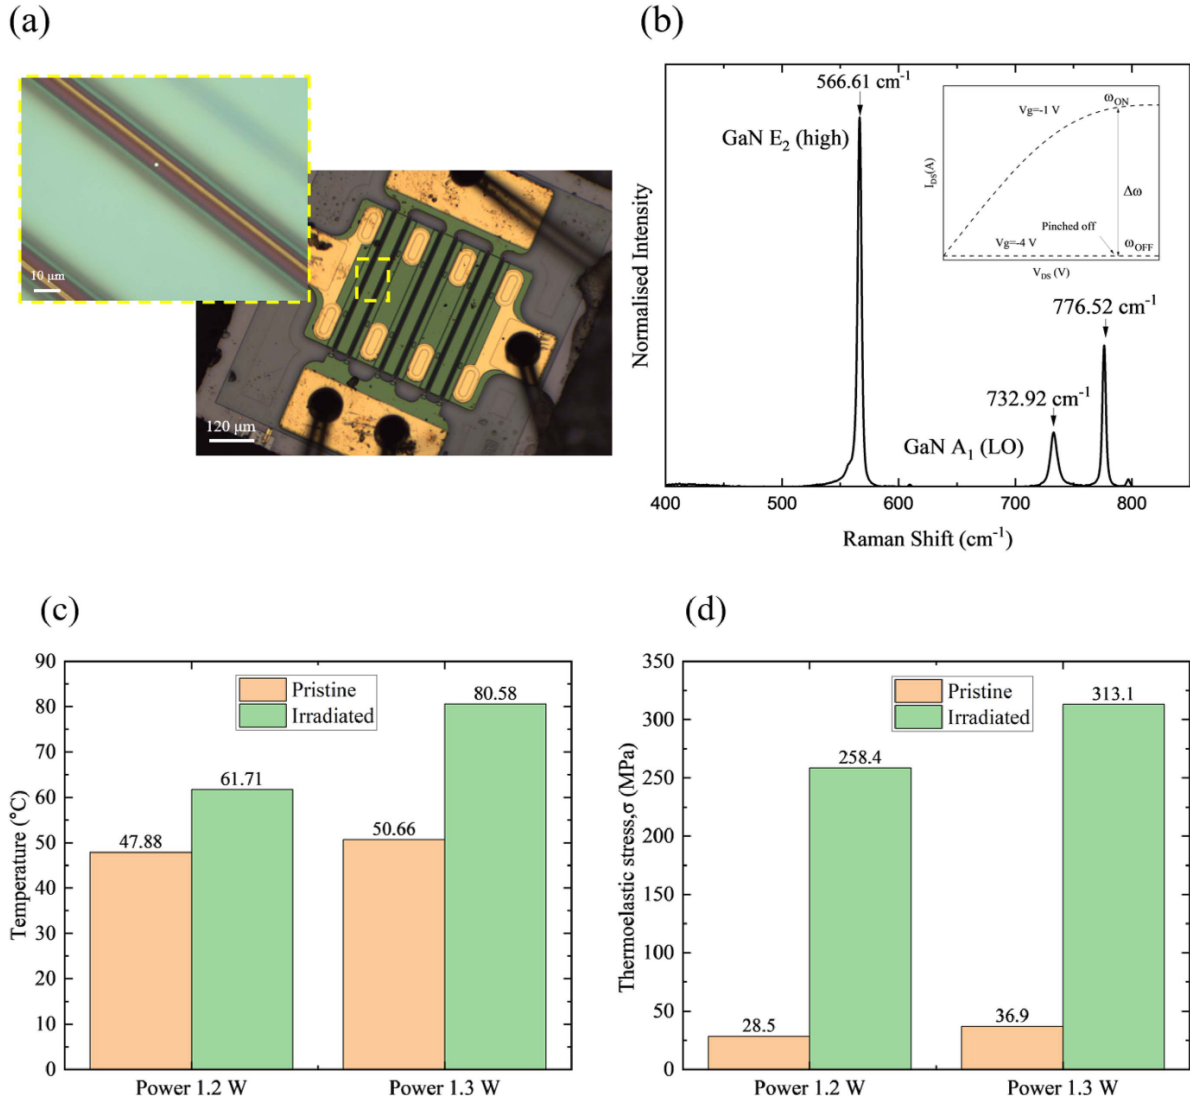 (a)
10 μm
120 μm
(b)
566.61 cm⁻¹
GaN E₂ (high)
Vg=-1 V
ω_ON
Δω
Pinched off
Vg=-4 V
ω_OFF
I_DS(A)
V_DS (V)
776.52 cm⁻¹
732.92 cm⁻¹
GaN A₁ (LO)
Normalised Intensity
400 500 600 700 800
Raman Shift (cm⁻¹)
(c)
90
80
70
60
50
40
30
20
10
0
Temperature (°C)
Pristine
Irradiated
47.88
61.71
50.66
80.58
Power 1.2 W Power 1.3 W
(d)
350
300
250
200
150
100
50
0
Thermoelastic stress,σ (MPa)
Pristine
Irradiated
28.5
258.4
36.9
313.1
Power 1.2 W Power 1.3 W